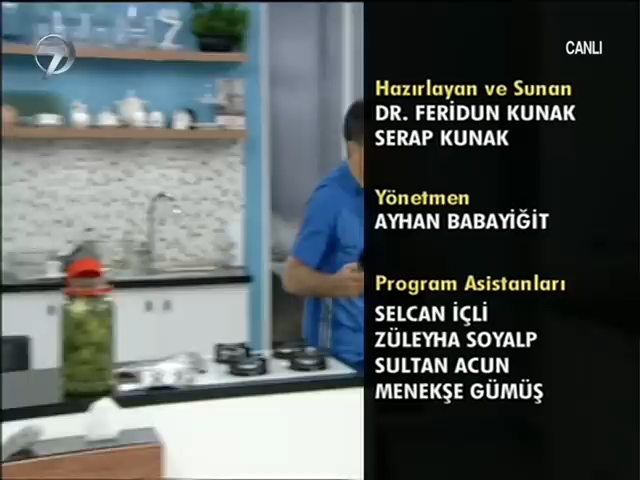 7
CANLI
Hazırlayan ve Sunan
DR. FERİDUN KUNAK
SERAP KUNAK
Yönetmen
AYHAN BABAYİĞİT
Program Asistanları
SELCAN İÇLİ
ZÜLEYHA SOYALP
SULTAN ACUN
MENEKŞE GÜMÜŞ